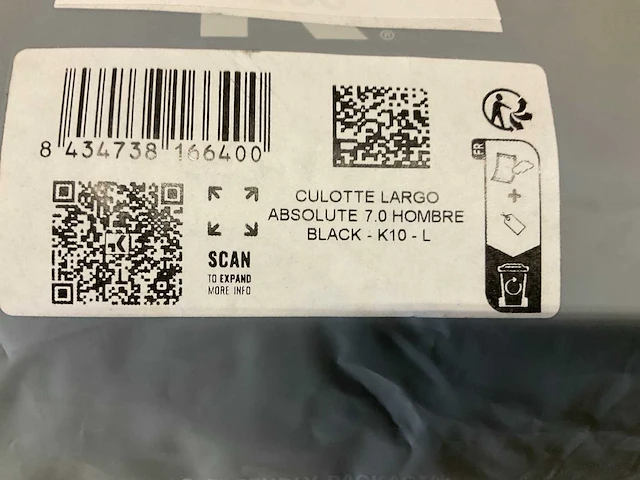 ®
8 434738 166400
CULOTTE LARGO
ABSOLUTE 7.0 HOMBRE
BLACK - K10 - L
SCAN
TO EXPAND
MORE INFO
FR